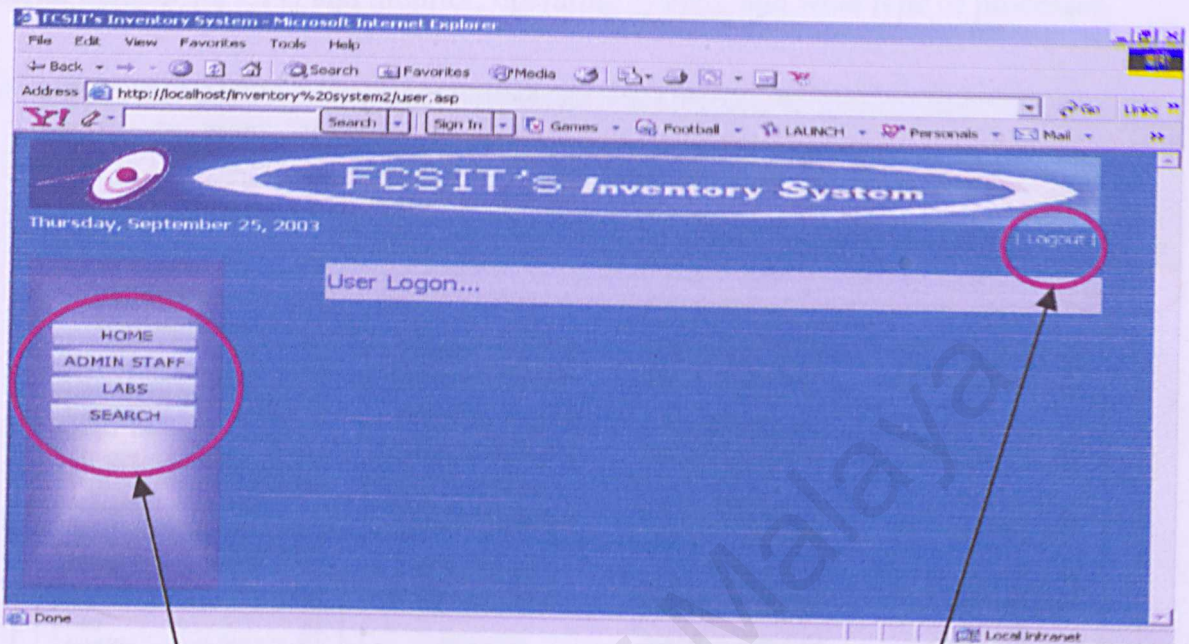 FCSIT's Inventory System - Microsoft Internet Explorer
File Edit View Favorites Tools Help
Back Search Favorites Media
Address http://localhost/inventory%20system2/user.asp Go Links »
Y! Search Sign In Games Football LAUNCH Personals Mail »
FCSIT's Inventory System
Thursday, September 25, 2003
[ Logout ]
User Logon...
HOME
ADMIN STAFF
LABS
SEARCH
Malaya
Done
Local intranet